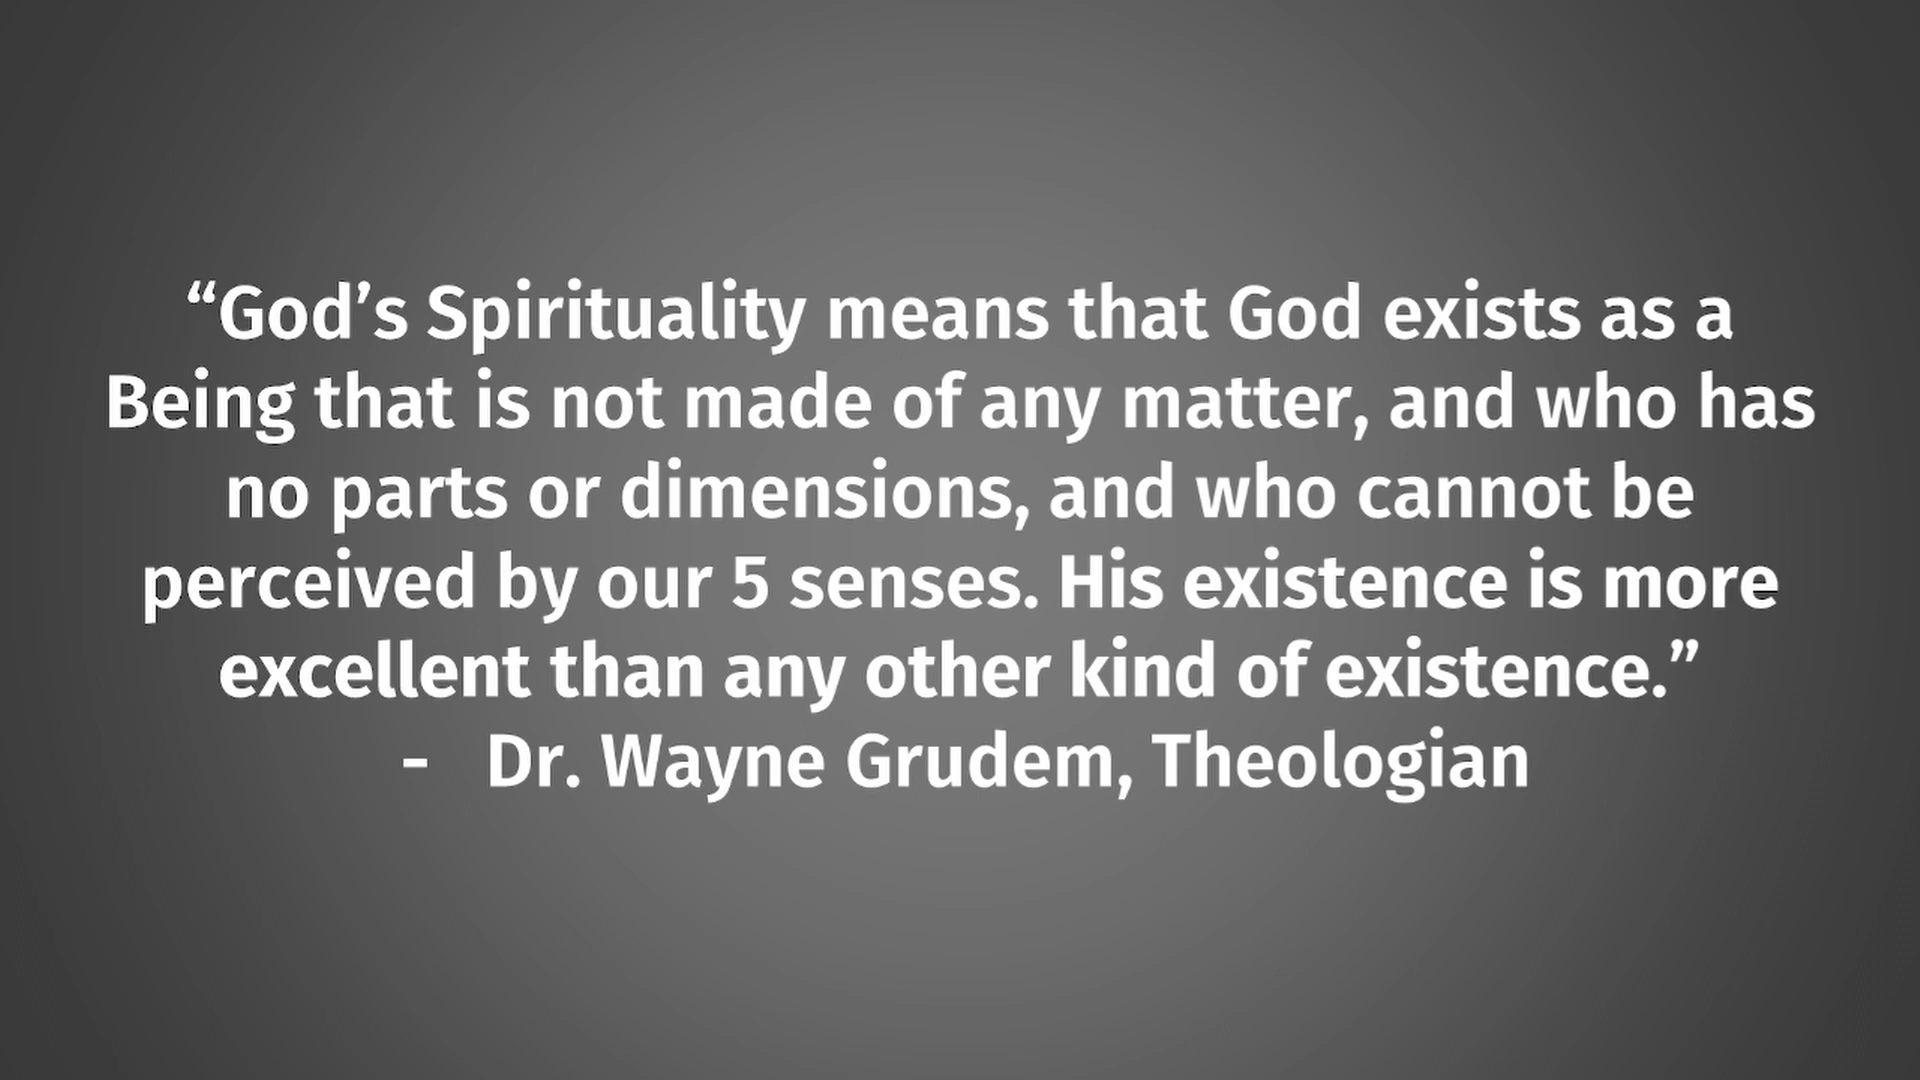 “God’s Spirituality means that God exists as a
Being that is not made of any matter, and who has
no parts or dimensions, and who cannot be
perceived by our 5 senses. His existence is more
excellent than any other kind of existence.”
- Dr. Wayne Grudem, Theologian